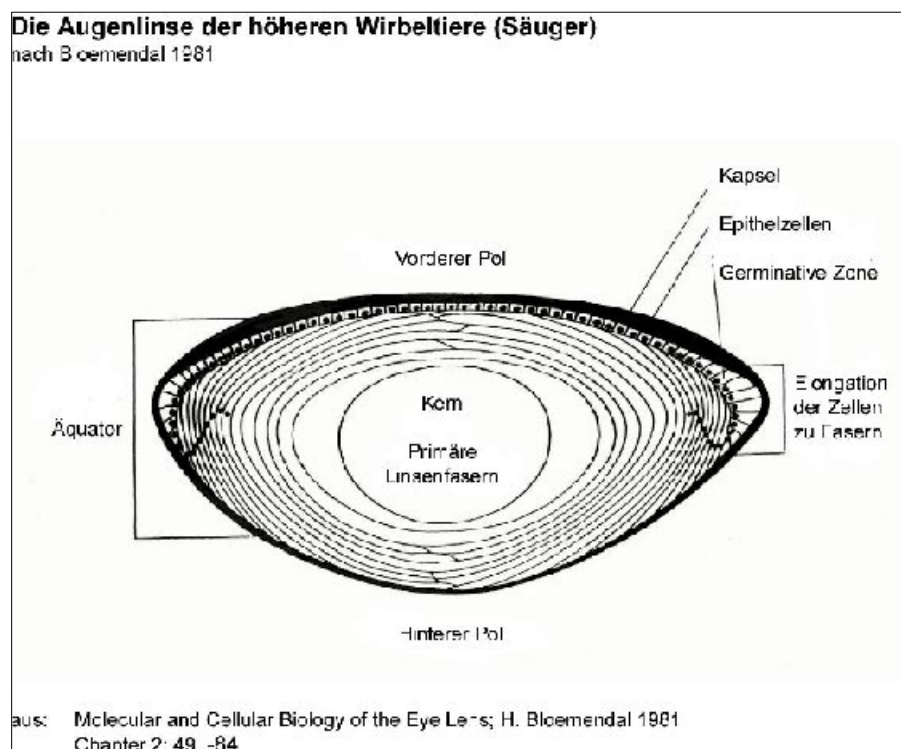 Die Augenlinse der höheren Wirbeltiere (Säuger)
nach Bloemendal 1981
Kapsel
Epithelzellen
Vorderer Pol
Germinative Zone
Elongation
der Zellen
zu Fasern
Äquator
Kern
Primäre
Linsenfasern
Hinterer Pol
aus: Molecular and Cellular Biology of the Eye Lens; H. Bloemendal 1981
Chapter 2: 49 -84